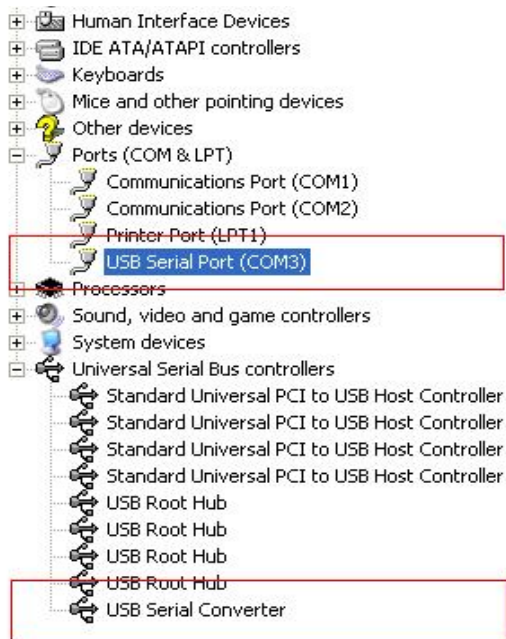 Human Interface Devices
IDE ATA/ATAPI controllers
Keyboards
Mice and other pointing devices
Other devices
Ports (COM & LPT)
Communications Port (COM1)
Communications Port (COM2)
Printer Port (LPT1)
USB Serial Port (COM3)
Processors
Sound, video and game controllers
System devices
Universal Serial Bus controllers
Standard Universal PCI to USB Host Controller
Standard Universal PCI to USB Host Controller
Standard Universal PCI to USB Host Controller
Standard Universal PCI to USB Host Controller
USB Root Hub
USB Root Hub
USB Root Hub
USB Root Hub
USB Serial Converter